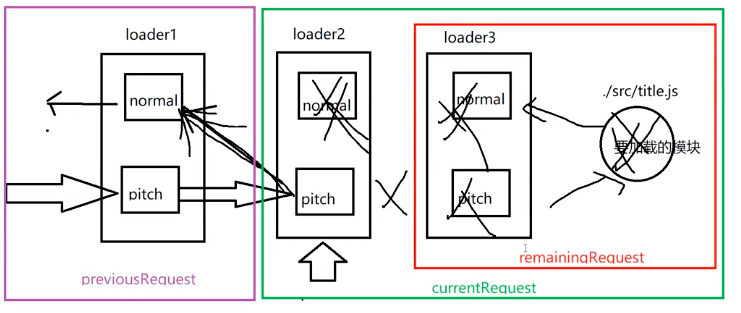 loader1
loader2
loader3
normal
normal
normal
./src/title.js
要加载的模块
pitch
pitch
pitch
previousRequest
remainingRequest
currentRequest